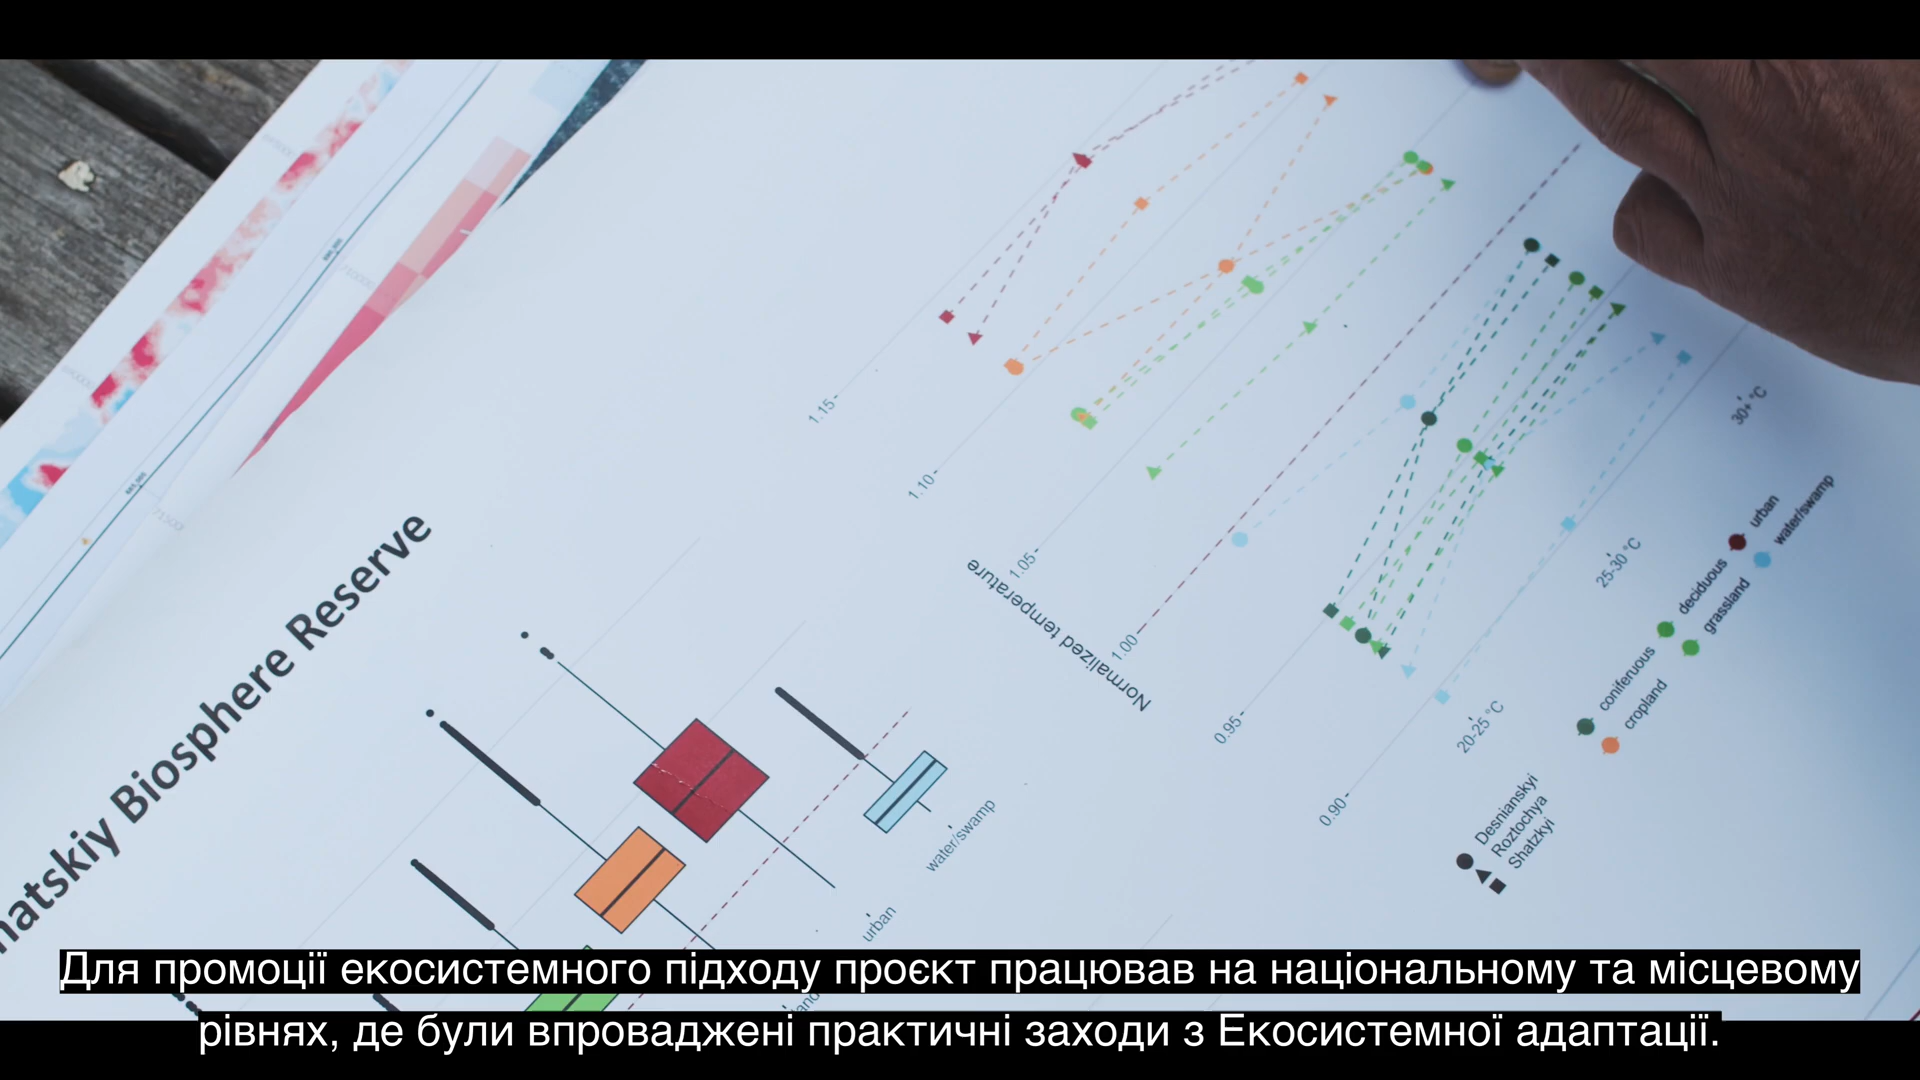 Biosphere Reserve
1.15
1.10
1.05
1.00
0.95
0.90
Normalized temperature
30+ °C
25-30 °C
20-25 °C
urban
water/swamp
deciduous
grassland
coniferuous
cropland
Desnianskyi
Roztochya
Shatzkyi
water/swamp
urban
Для промоції екосистемного підходу проєкт працював на національному та місцевому
рівнях, де були впроваджені практичні заходи з Екосистемної адаптації.